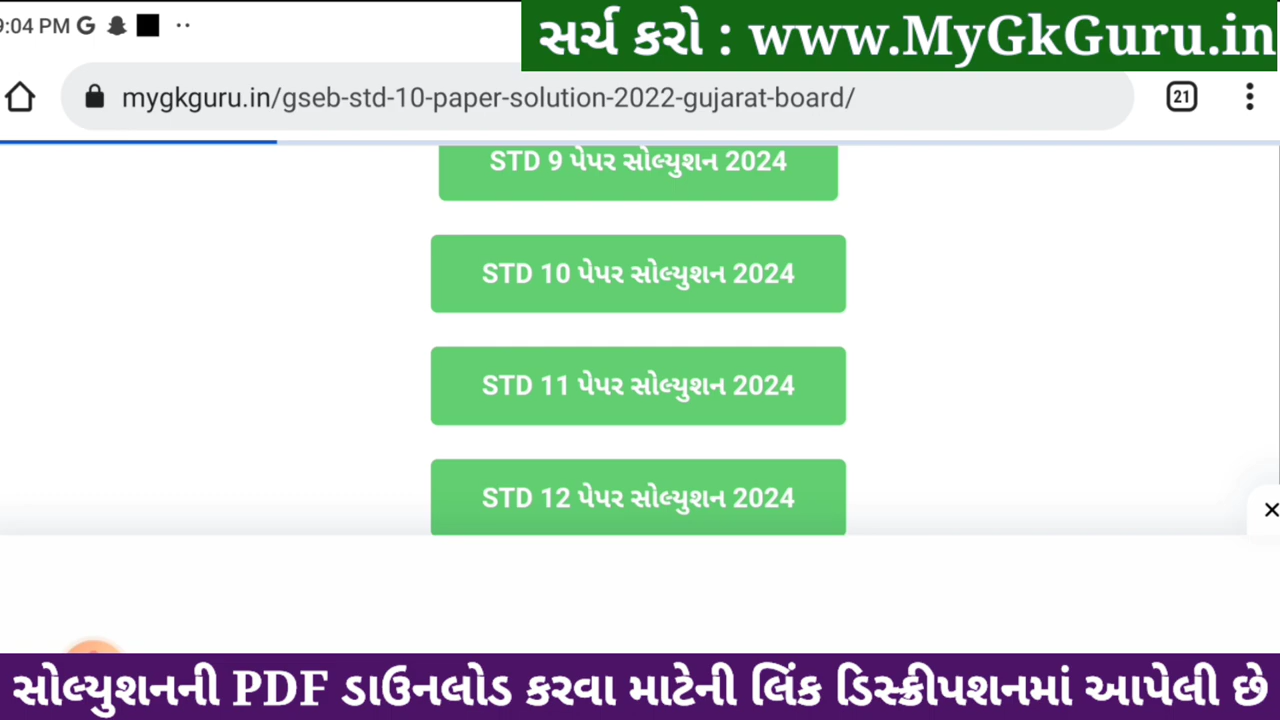 9:04 PM G
સર્ચ કરો : www.MyGkGuru.in
mygkguru.in/gseb-std-10-paper-solution-2022-gujarat-board/
21
STD 9 પેપર સોલ્યુશન 2024
STD 10 પેપર સોલ્યુશન 2024
STD 11 પેપર સોલ્યુશન 2024
STD 12 પેપર સોલ્યુશન 2024
સોલ્યુશનની PDF ડાઉનલોડ કરવા માટેની લિંક ડિસ્ક્રીપશનમાં આપેલી છે